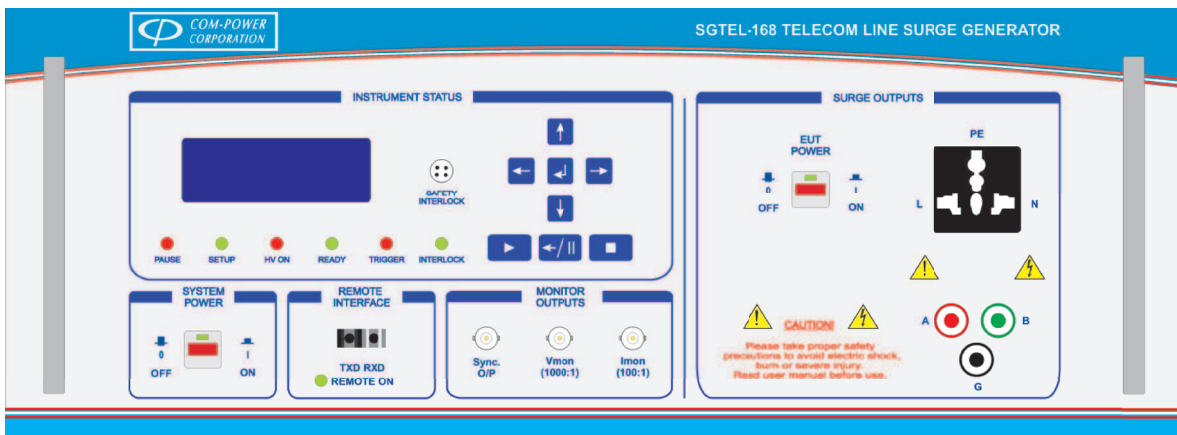 COM-POWER
CORPORATION
SGTEL-168 TELECOM LINE SURGE GENERATOR
INSTRUMENT STATUS
SAFETY
INTERLOCK
PAUSE SETUP HV ON READY TRIGGER INTERLOCK
SYSTEM
POWER
0 I
OFF ON
REMOTE
INTERFACE
TXD RXD
REMOTE ON
MONITOR
OUTPUTS
Sync.
O/P
Vmon
(1000:1)
Imon
(100:1)
SURGE OUTPUTS
EUT
POWER
0 I
OFF ON
PE
L N
CAUTION!
Please take proper safety
precautions to avoid electric shock,
burn or severe injury.
Read user manual before use.
A B
G